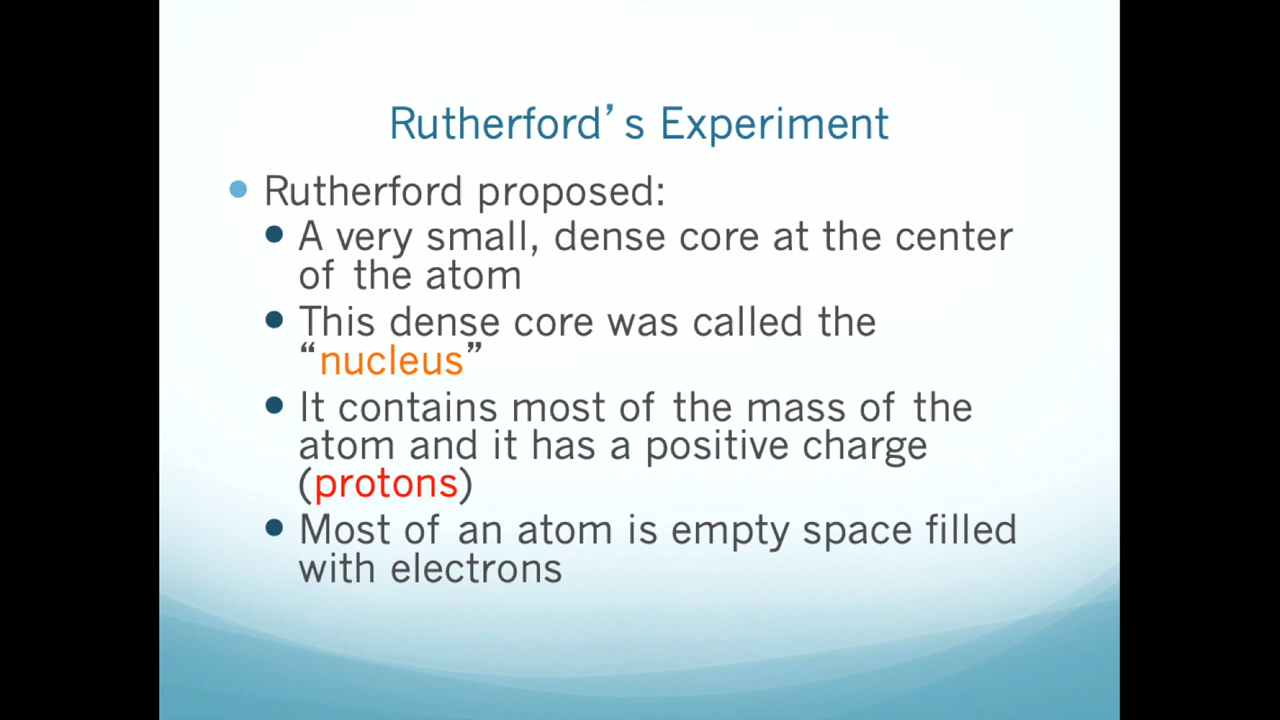 Rutherford’s Experiment
• Rutherford proposed:
• A very small, dense core at the center
of the atom
• This dense core was called the
“nucleus”
• It contains most of the mass of the
atom and it has a positive charge
(protons)
• Most of an atom is empty space filled
with electrons